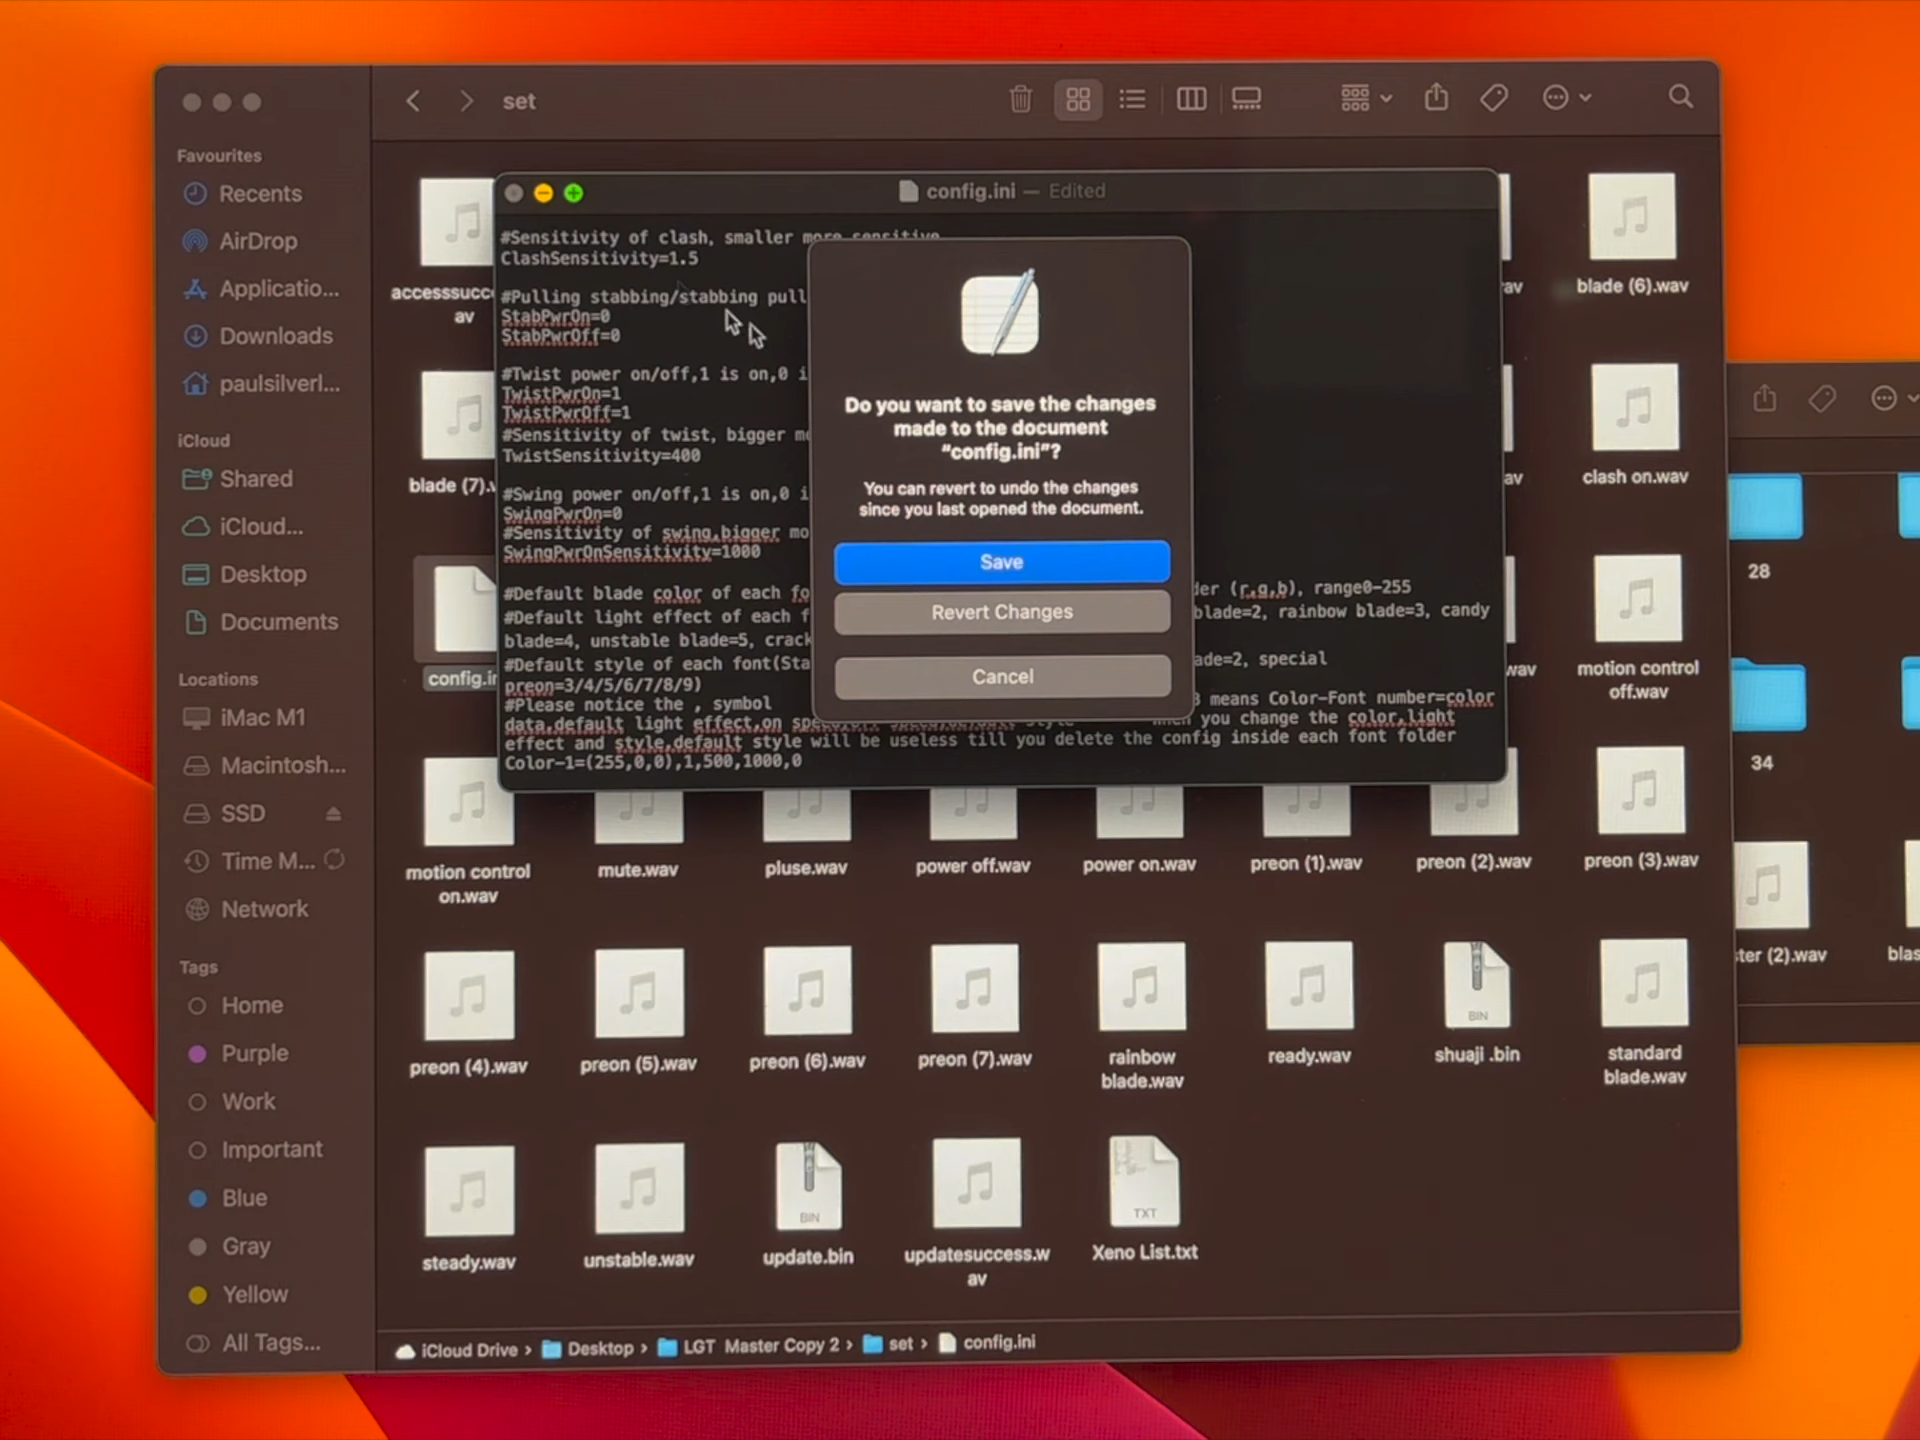 set
Favourites
Recents
AirDrop
Applicatio...
Downloads
paulsilverl...
iCloud
Shared
iCloud...
Desktop
Documents
Locations
iMac M1
Macintosh...
SSD
Time M...
Network
Tags
Home
Purple
Work
Important
Blue
Gray
Yellow
All Tags...
config.ini — Edited
#Sensitivity of clash, smaller more sensitive
ClashSensitivity=1.5
#Pulling stabbing/stabbing pull
StabPwrOn=0
StabPwrOff=0
#Twist power on/off,1 is on,0 i
TwistPwrOn=1
TwistPwrOff=1
#Sensitivity of twist, bigger mo
TwistSensitivity=400
#Swing power on/off,1 is on,0 i
SwingPwrOn=0
#Sensitivity of swing,bigger mo
SwingPwrOnSensitivity=1000
#Default blade color of each fo
der (r,g,b), range0-255
#Default light effect of each f
blade=2, rainbow blade=3, candy
blade=4, unstable blade=5, crack
#Default style of each font(Sta
ade=2, special
preon=3/4/5/6/7/8/9)
#Please notice the , symbol
3 means Color-Font number=color
data,default light effect,on
you change the color,light
effect and style,default style will be useless till you delete the config inside each font folder
Color-1=(255,0,0),1,500,1000,0
Do you want to save the changes
made to the document
“config.ini”?
You can revert to undo the changes
since you last opened the document.
Save
Revert Changes
Cancel
accesssucc
av
av
blade (6).wav
blade (7).
av
clash on.wav
config.in
wav
motion control
off.wav
motion control
on.wav
mute.wav
pluse.wav
power off.wav
power on.wav
preon (1).wav
preon (2).wav
preon (3).wav
preon (4).wav
preon (5).wav
preon (6).wav
preon (7).wav
rainbow
blade.wav
ready.wav
BIN
shuaji .bin
standard
blade.wav
steady.wav
unstable.wav
BIN
update.bin
updatesuccess.w
av
TXT
Xeno List.txt
iCloud Drive › Desktop › LGT Master Copy 2 › set › config.ini
28
34
ter (2).wav
blas